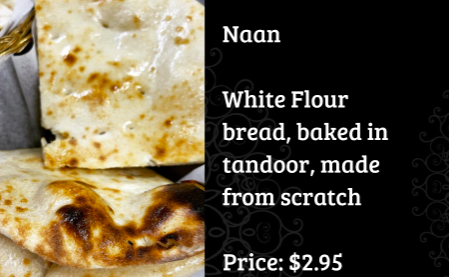 Naan
White Flour
bread, baked in
tandoor, made
from scratch
Price: $2.95